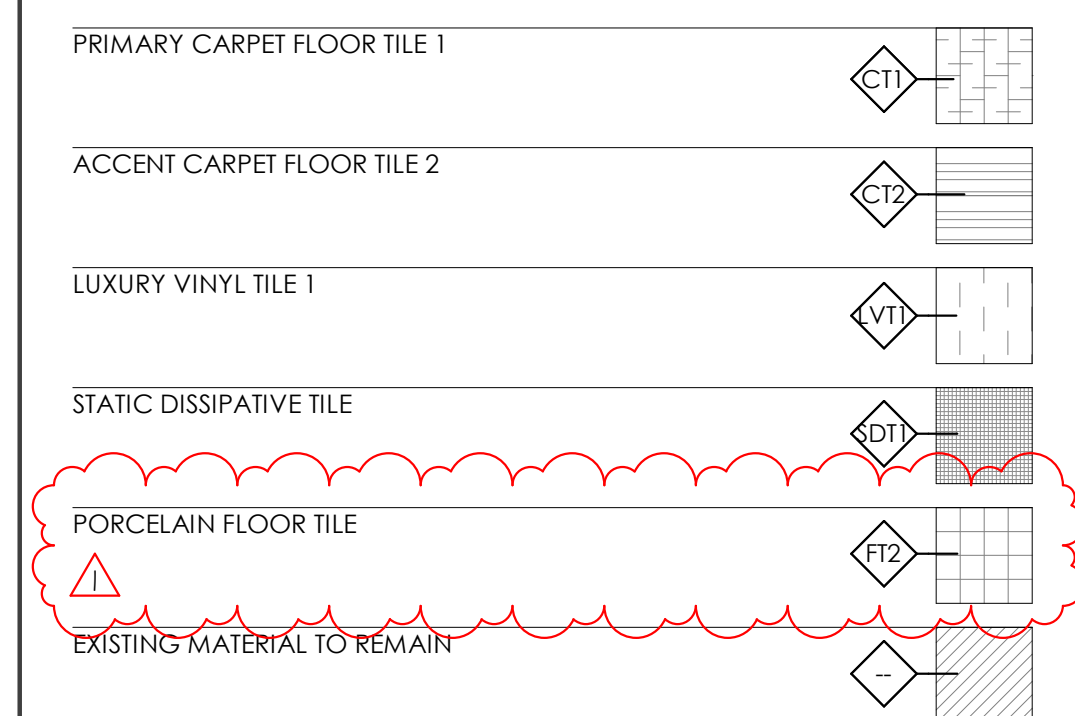 PRIMARY CARPET FLOOR TILE 1
CT1
ACCENT CARPET FLOOR TILE 2
CT2
LUXURY VINYL TILE 1
LVT1
STATIC DISSIPATIVE TILE
SDT1
PORCELAIN FLOOR TILE
FT2
1
EXISTING MATERIAL TO REMAIN
--